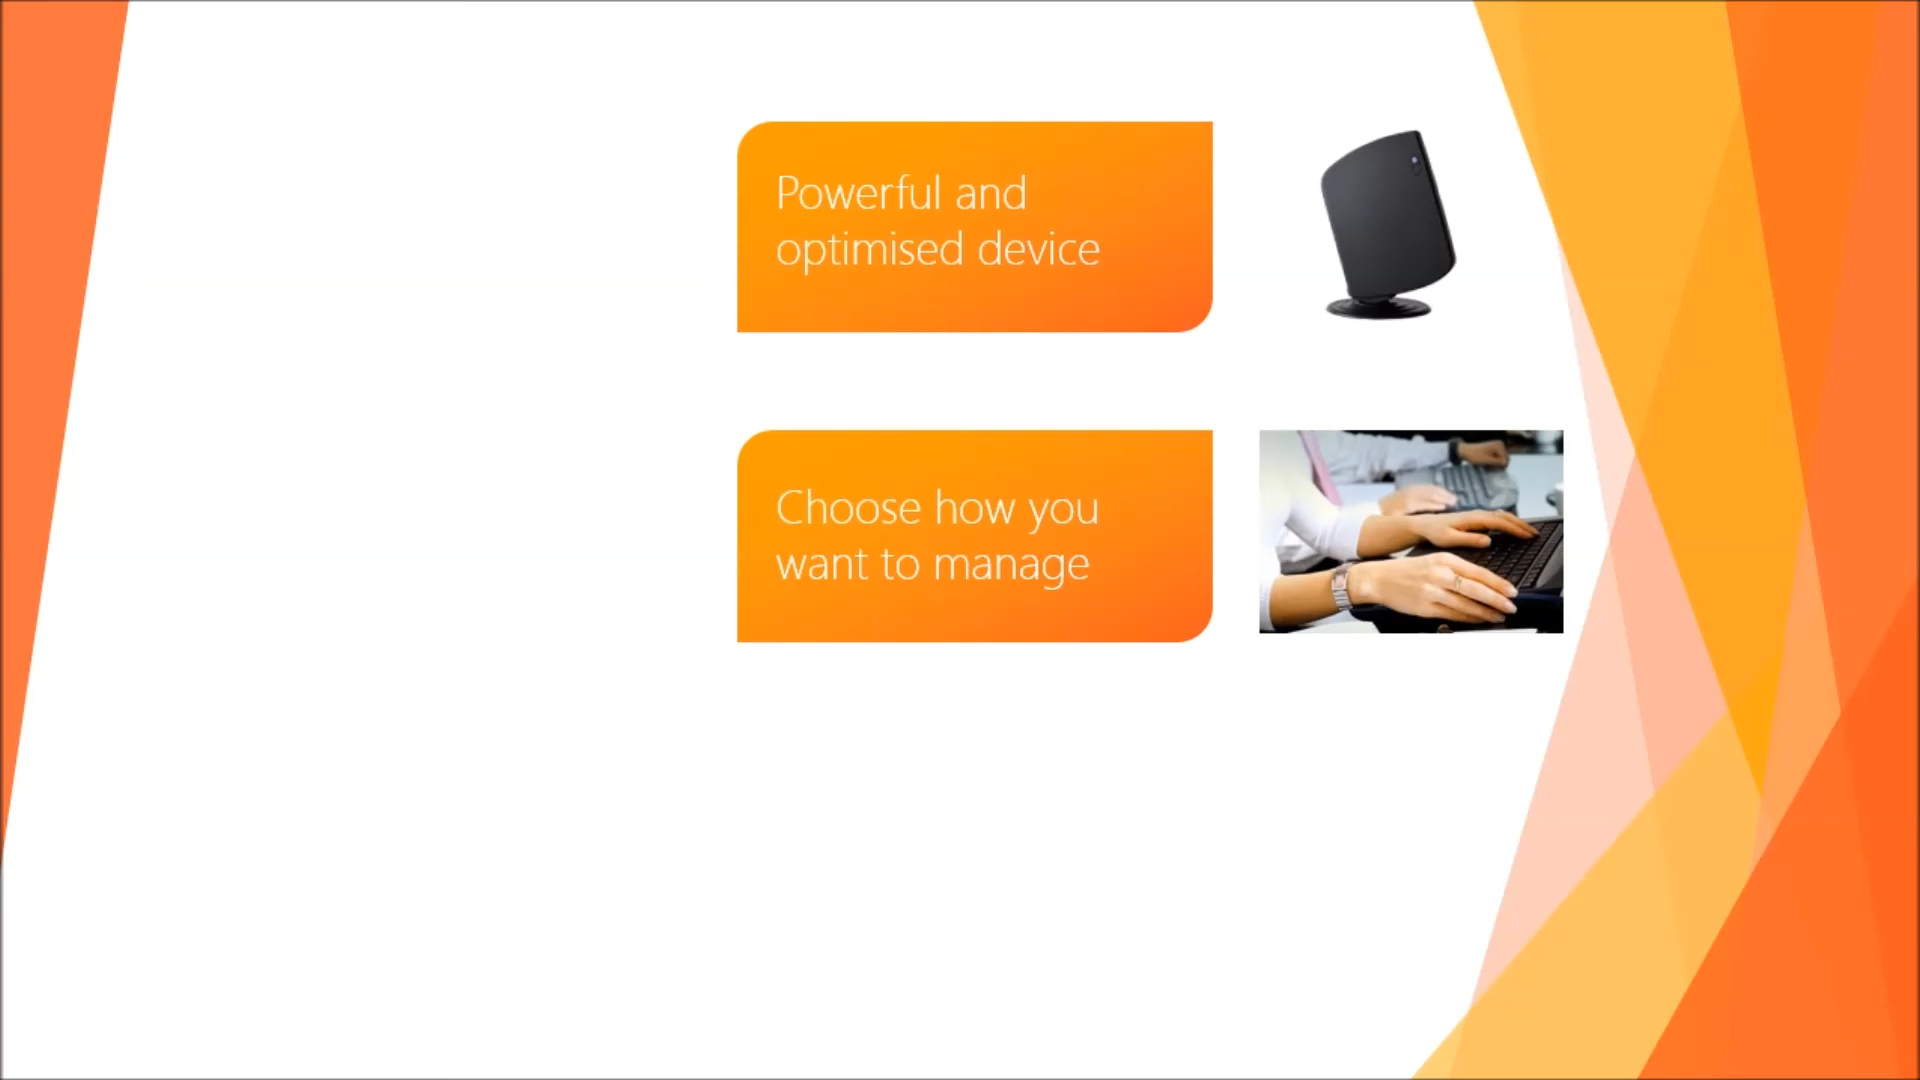 Powerful and
optimised device
Choose how you
want to manage